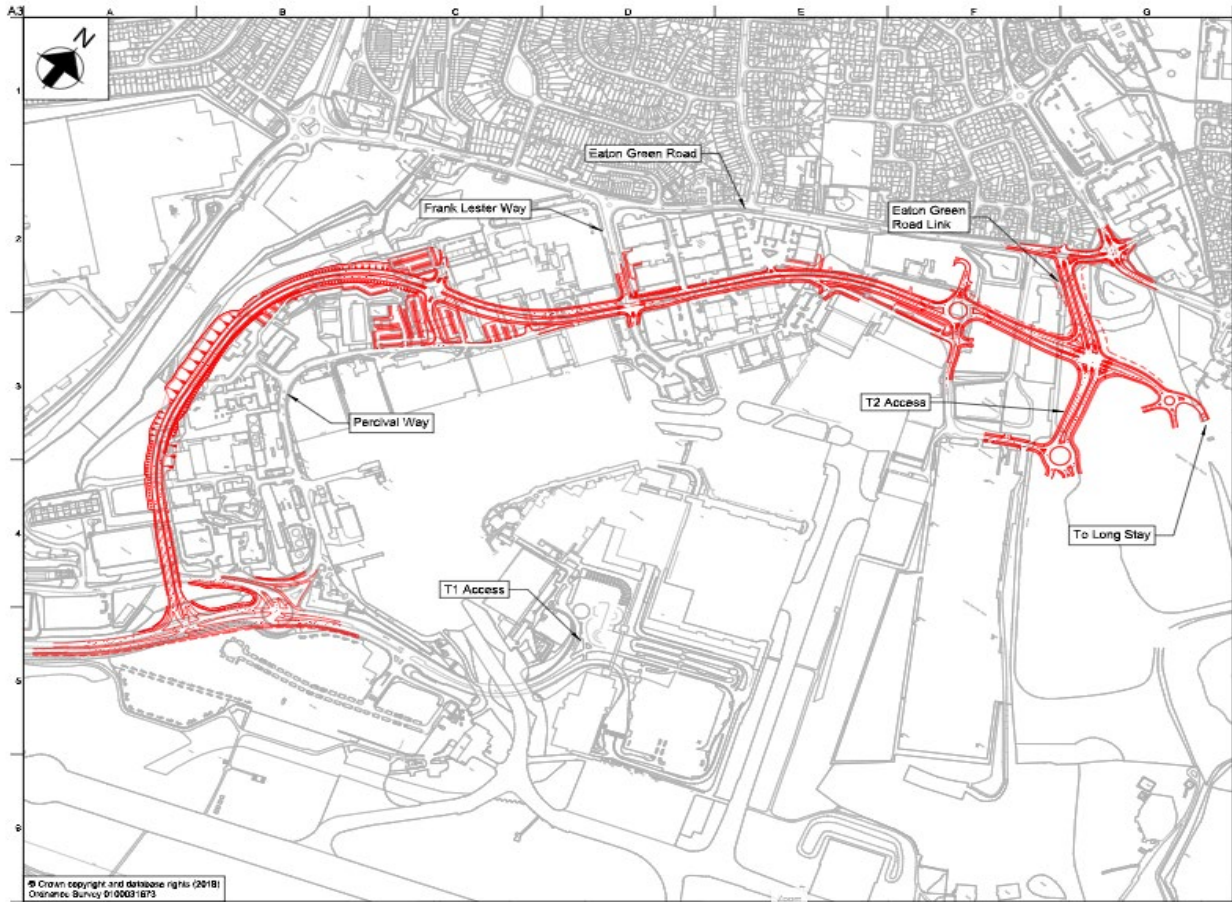 A3
A
B
C
D
E
F
G
N
1
2
3
4
5
6
Eaton Green Road
Frank Lester Way
Eaton Green
Road Link
Percival Way
T2 Access
To Long Stay
T1 Access
© Crown copyright and database rights (2018)
Ordnance Survey 0100031673
Zoom